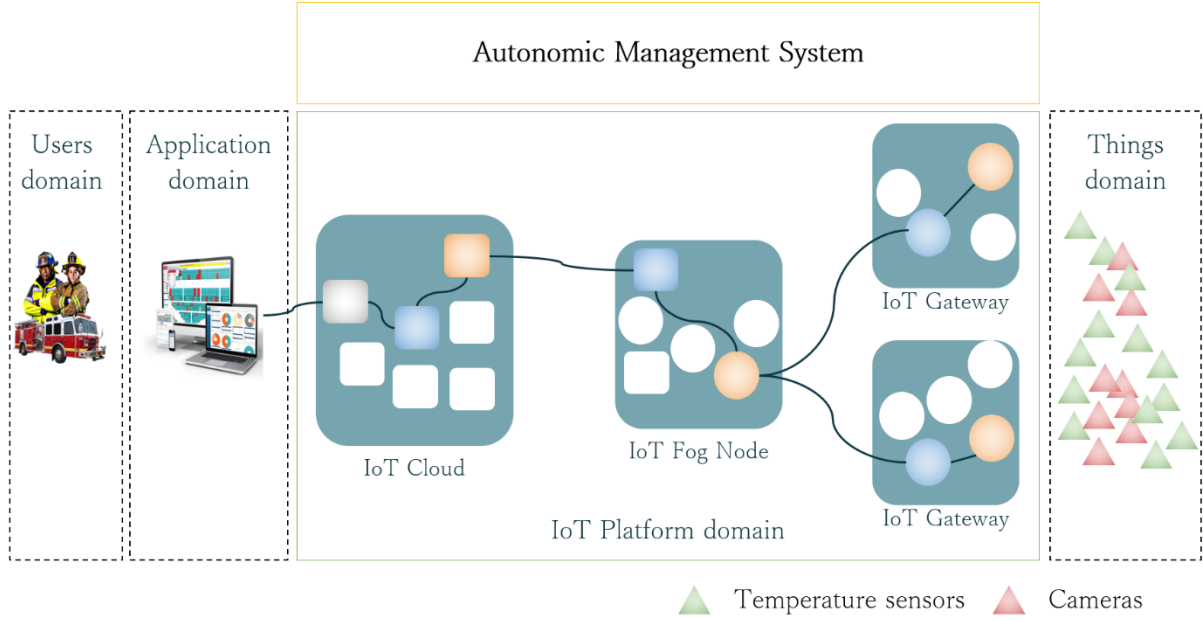 Autonomic Management System
Users
domain
Application
domain
Things
domain
IoT Gateway
IoT Cloud
IoT Fog Node
IoT Gateway
IoT Platform domain
Temperature sensors
Cameras